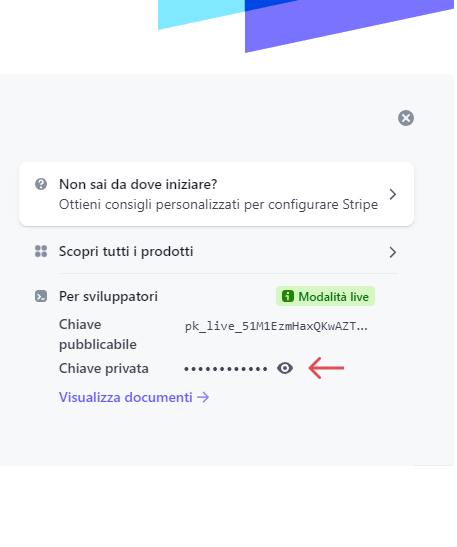 Non sai da dove iniziare?
Ottieni consigli personalizzati per configurare Stripe
Scopri tutti i prodotti
Per sviluppatori
Modalità live
Chiave pubblicabile
pk_live_51M1EzmHaxQKwAZT...
Chiave privata
••••••••••••
Visualizza documenti →